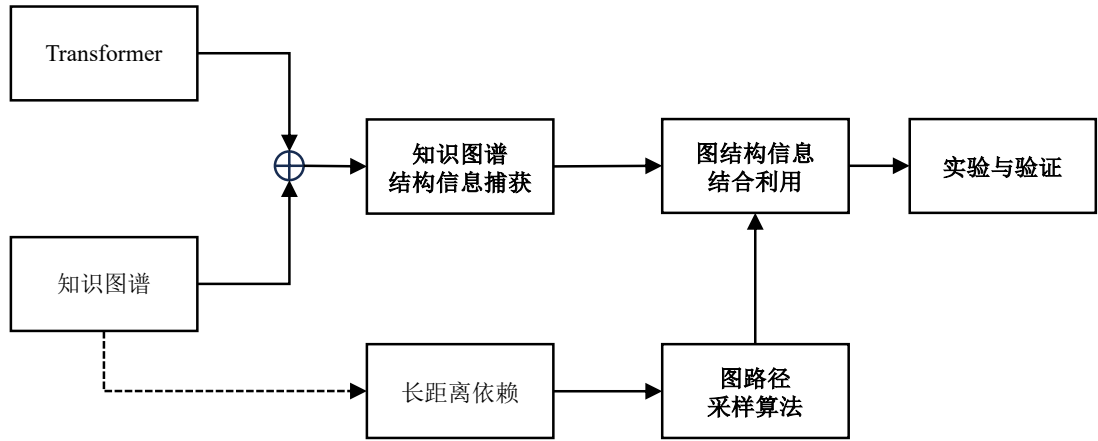 Transformer
知识图谱
结构信息捕获
图结构信息
结合利用
实验与验证
知识图谱
长距离依赖
图路径
采样算法